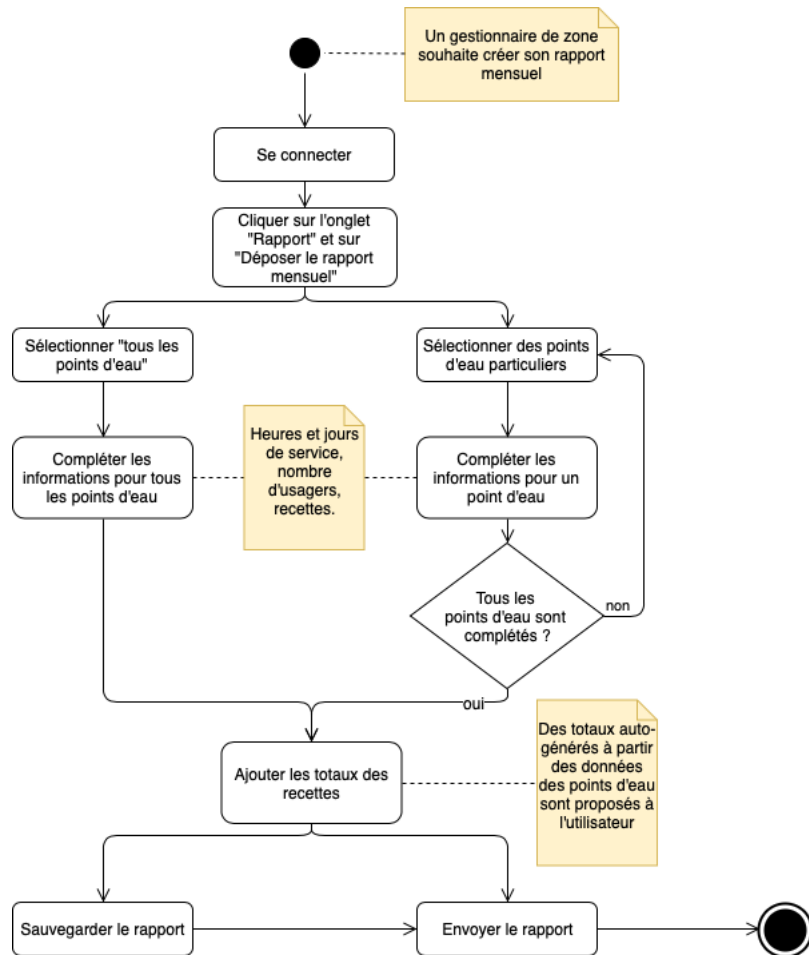 Un gestionnaire de zone
souhaite créer son rapport
mensuel
Se connecter
Cliquer sur l'onglet
"Rapport" et sur
"Déposer le rapport
mensuel"
Sélectionner "tous les
points d'eau"
Sélectionner des points
d'eau particuliers
Compléter les
informations pour tous
les points d'eau
Heures et jours
de service,
nombre
d'usagers,
recettes.
Compléter les
informations pour un
point d'eau
Tous les
points d'eau sont
complétés ?
non
oui
Ajouter les totaux des
recettes
Des totaux auto-
générés à partir
des données
des points d'eau
sont proposés à
l'utilisateur
Sauvegarder le rapport
Envoyer le rapport